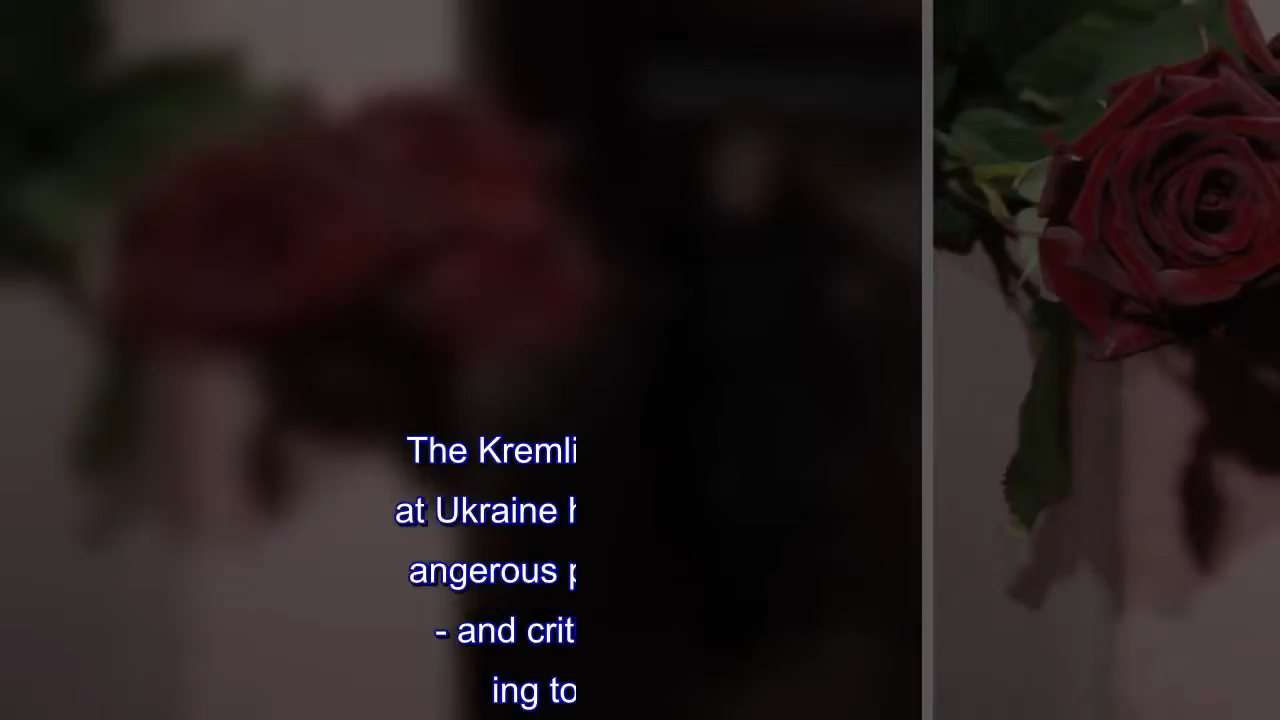 The Kremli
at Ukraine h
angerous p
- and crit
ing to